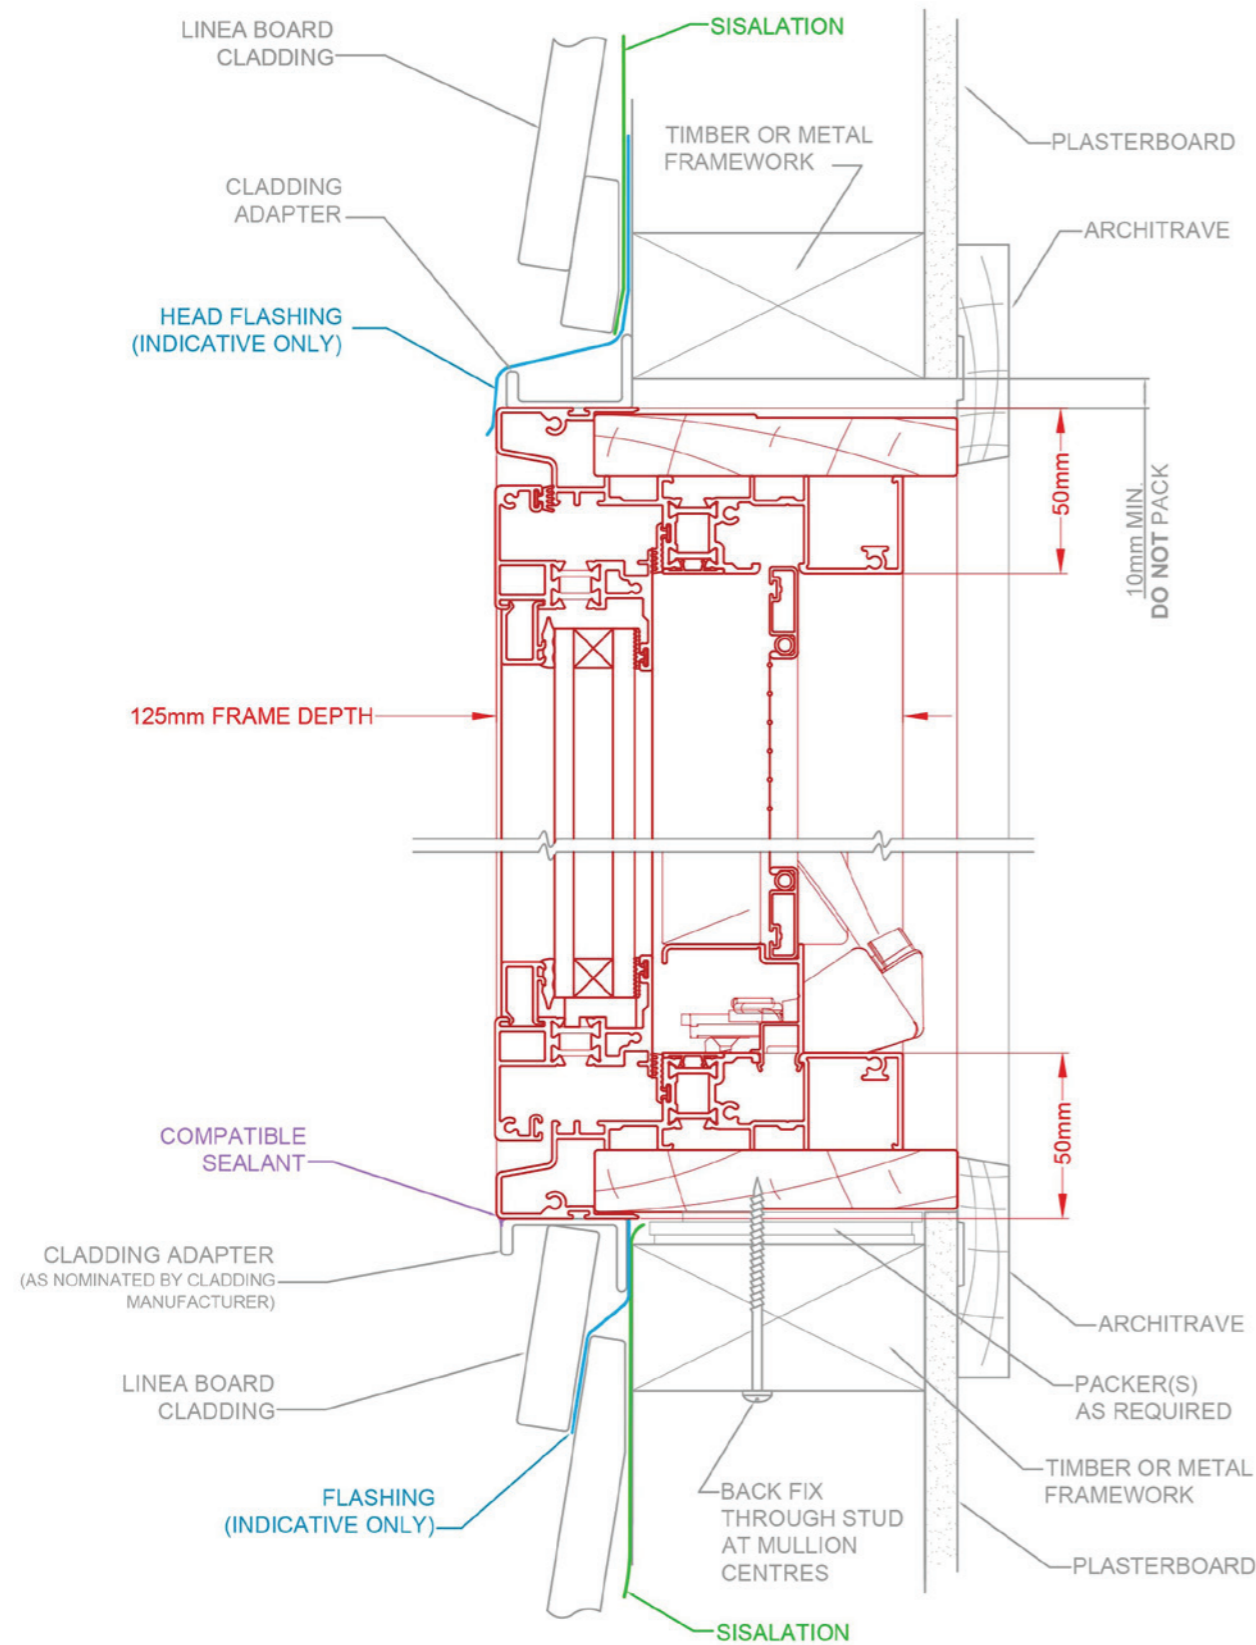 LINEA BOARD
CLADDING
SISALATION
TIMBER OR METAL
FRAMEWORK
PLASTERBOARD
CLADDING
ADAPTER
ARCHITRAVE
HEAD FLASHING
(INDICATIVE ONLY)
50mm
10mm MIN.
DO NOT PACK
125mm FRAME DEPTH
COMPATIBLE
SEALANT
50mm
CLADDING ADAPTER
(AS NOMINATED BY CLADDING
MANUFACTURER)
ARCHITRAVE
LINEA BOARD
CLADDING
PACKER(S)
AS REQUIRED
TIMBER OR METAL
FRAMEWORK
FLASHING
(INDICATIVE ONLY)
BACK FIX
THROUGH STUD
AT MULLION
CENTRES
PLASTERBOARD
SISALATION